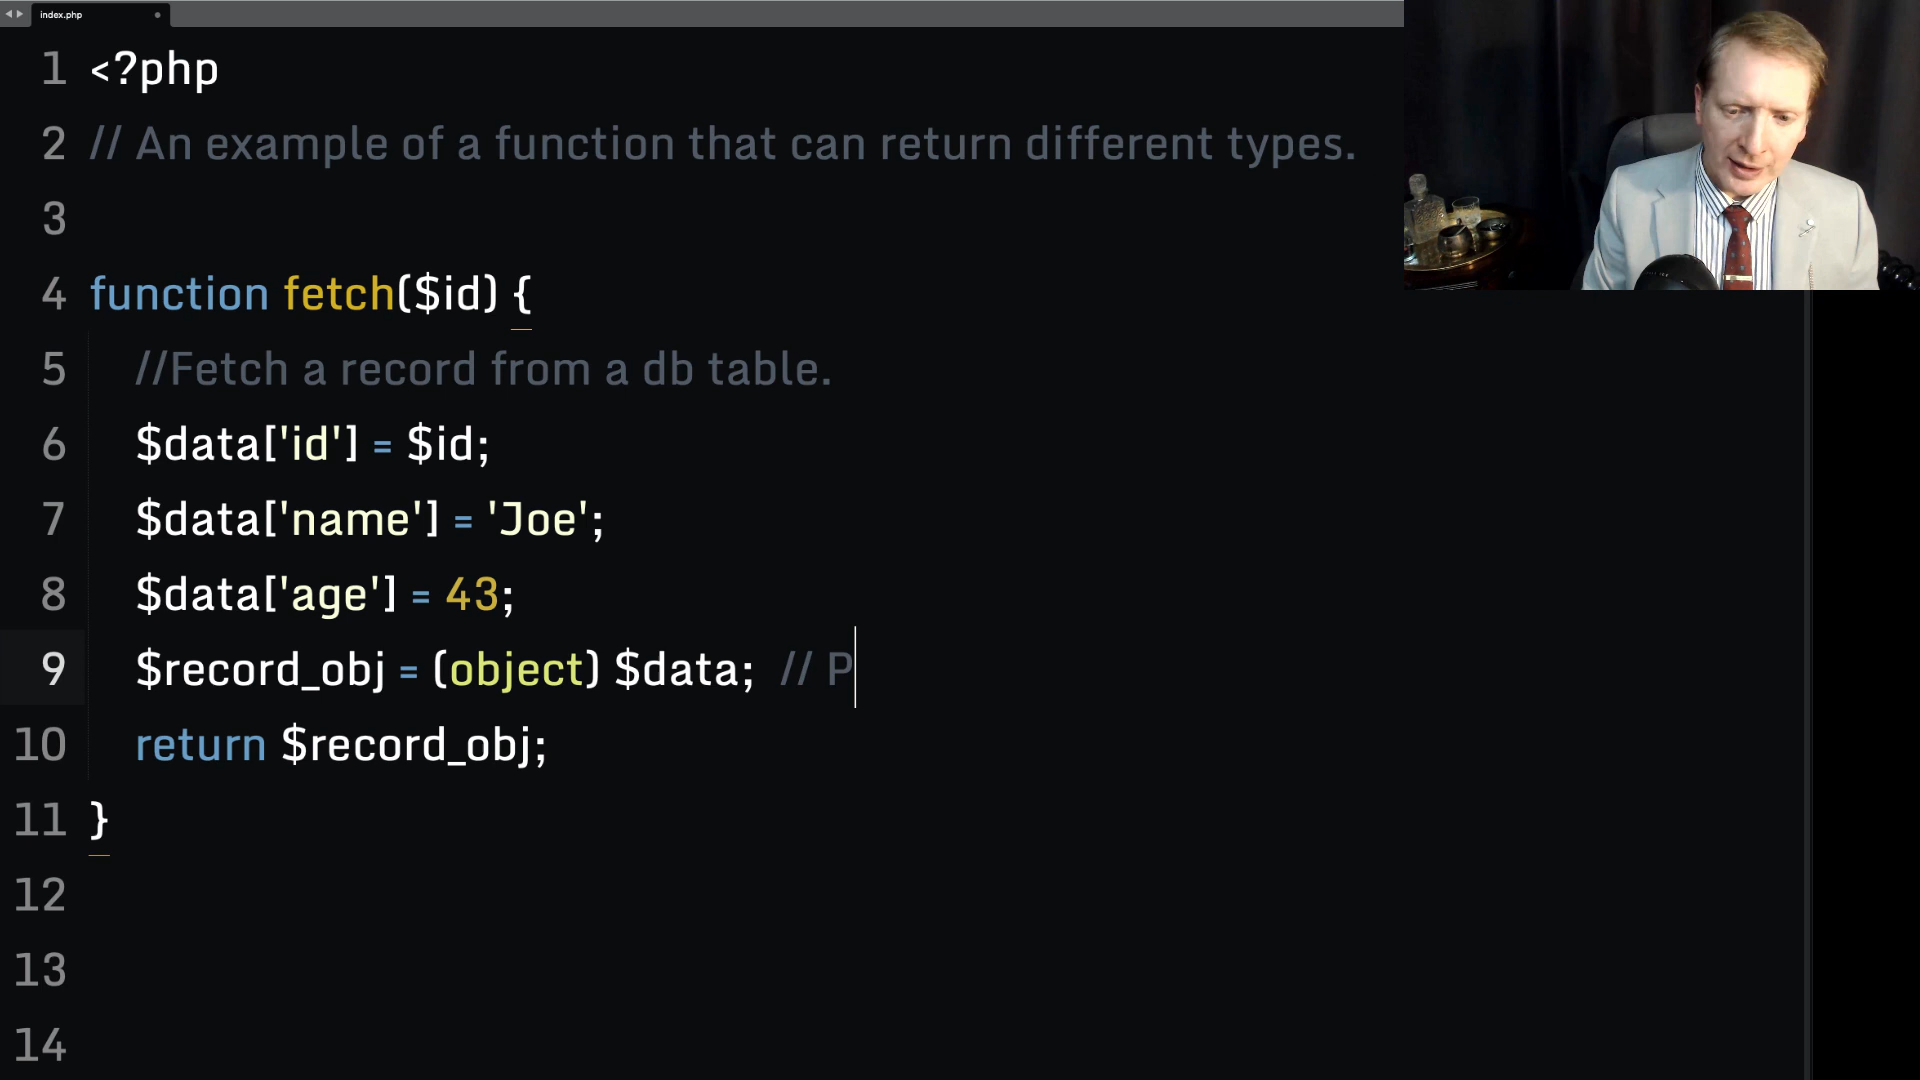 index.php
1 <?php
2 // An example of a function that can return different types.
3
4 function fetch($id) {
5 //Fetch a record from a db table.
6 $data['id'] = $id;
7 $data['name'] = 'Joe';
8 $data['age'] = 43;
9 $record_obj = (object) $data; // P
10 return $record_obj;
11 }
12
13
14